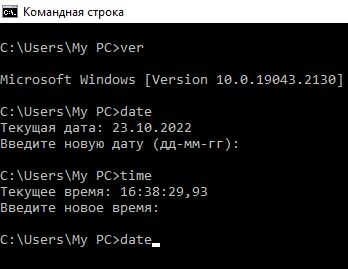 Командная строка
C:\Users\My PC>ver
Microsoft Windows [Version 10.0.19043.2130]
C:\Users\My PC>date
Текущая дата: 23.10.2022
Введите новую дату (дд-мм-гг):
C:\Users\My PC>time
Текущее время: 16:38:29,93
Введите новое время:
C:\Users\My PC>date